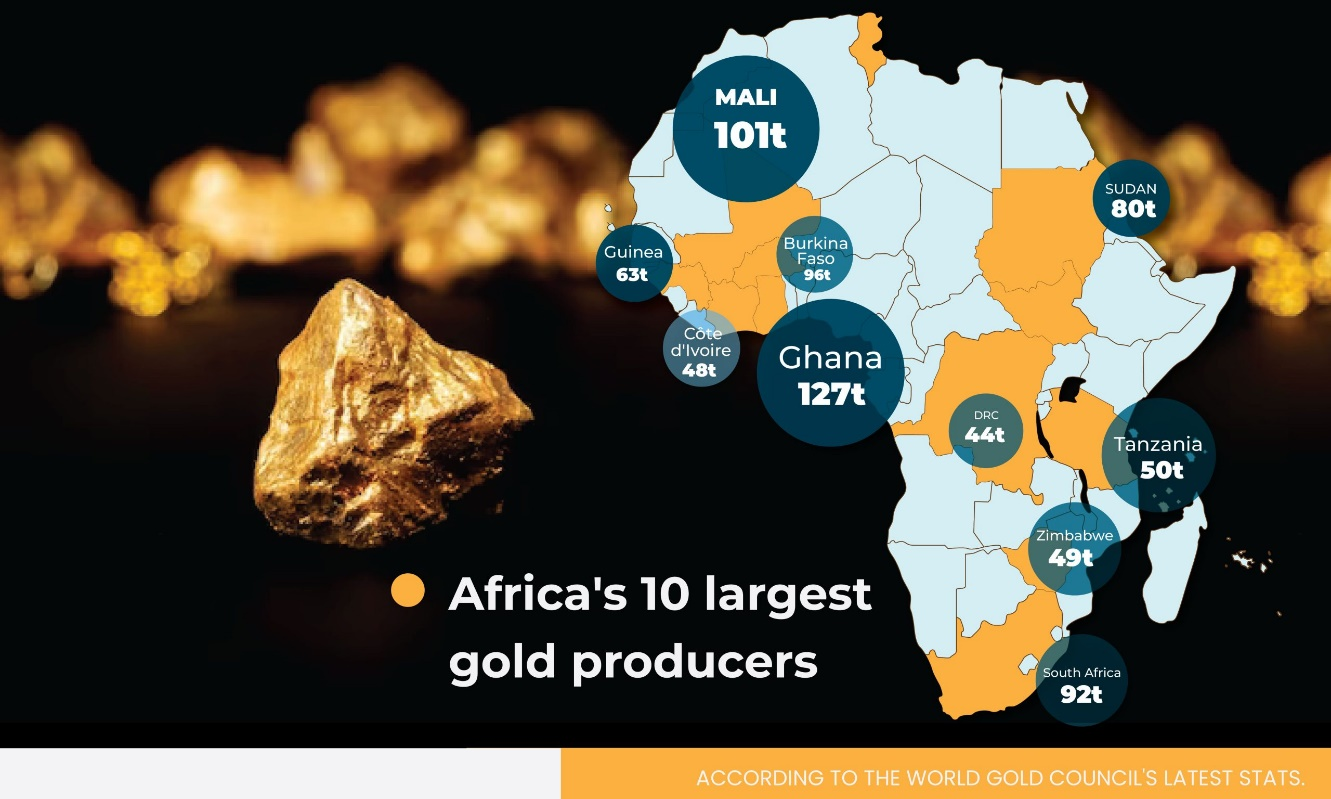 MALI
101t
SUDAN
80t
Guinea
63t
Burkina
Faso
96t
Côte
d'Ivoire
48t
Ghana
127t
DRC
44t
Tanzania
50t
Zimbabwe
49t
South Africa
92t
Africa's 10 largest
gold producers
ACCORDING TO THE WORLD GOLD COUNCIL'S LATEST STATS.